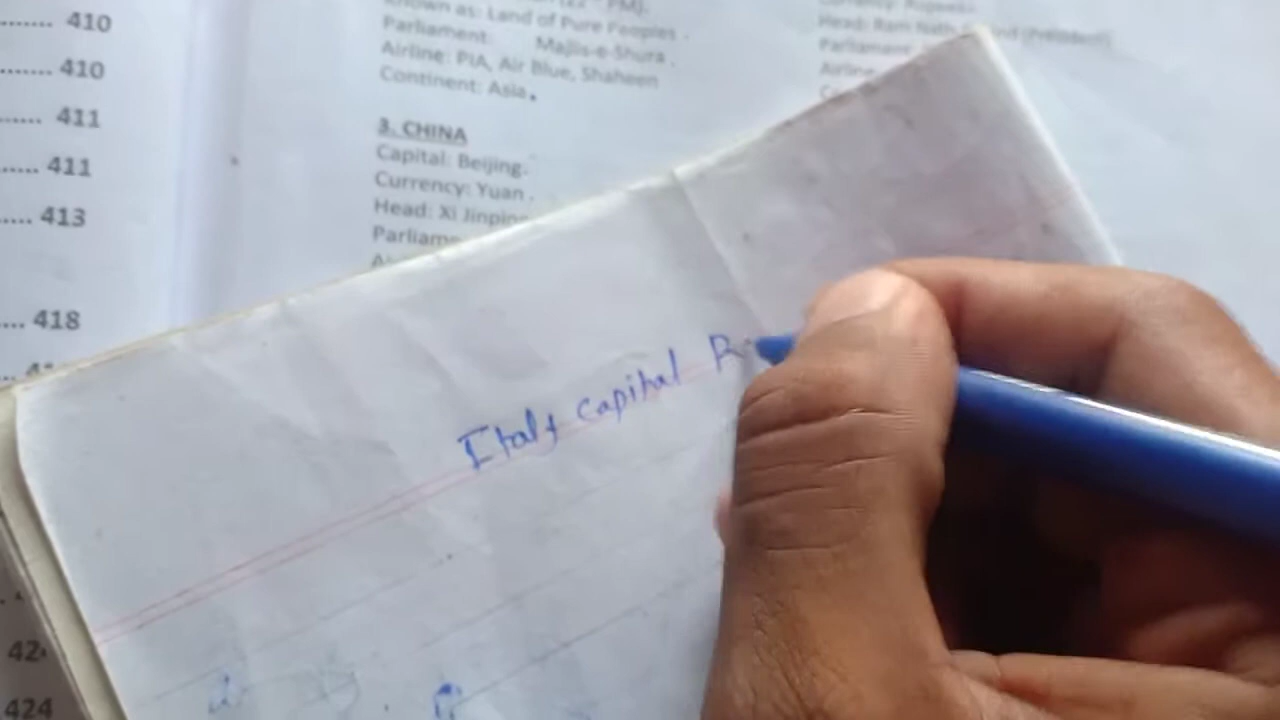 410
410
411
411
413
418
424
Known as: Land of Pure Peoples.
Parliament: Majlis-e-Shura.
Airline: PIA, Air Blue, Shaheen
Continent: Asia.
3. CHINA
Capital: Beijing.
Currency: Yuan.
Head: Xi Jinping
Head: Ram Nath
Italy capital